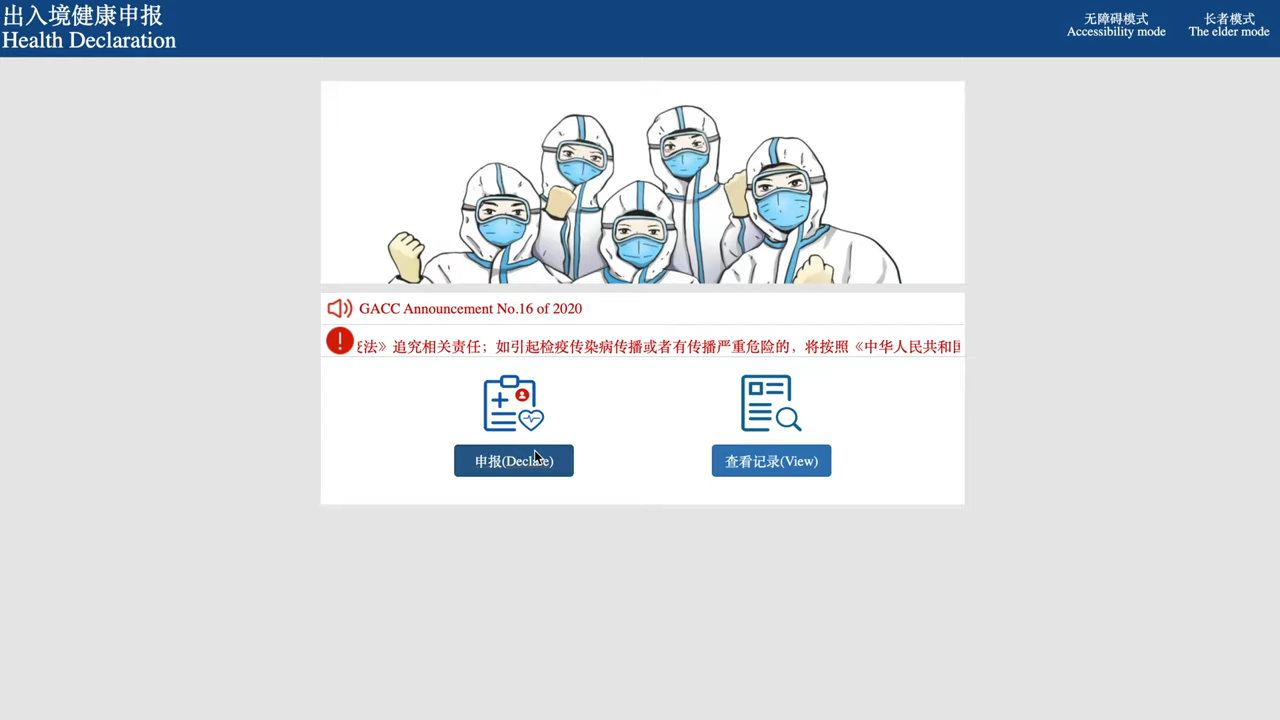 出入境健康申报
Health Declaration
无障碍模式
Accessibility mode
长者模式
The elder mode
GACC Announcement No.16 of 2020
法》追究相关责任；如引起检疫传染病传播或者有传播严重危险的，将按照《中华人民共和
申报(Declare)
查看记录(View)